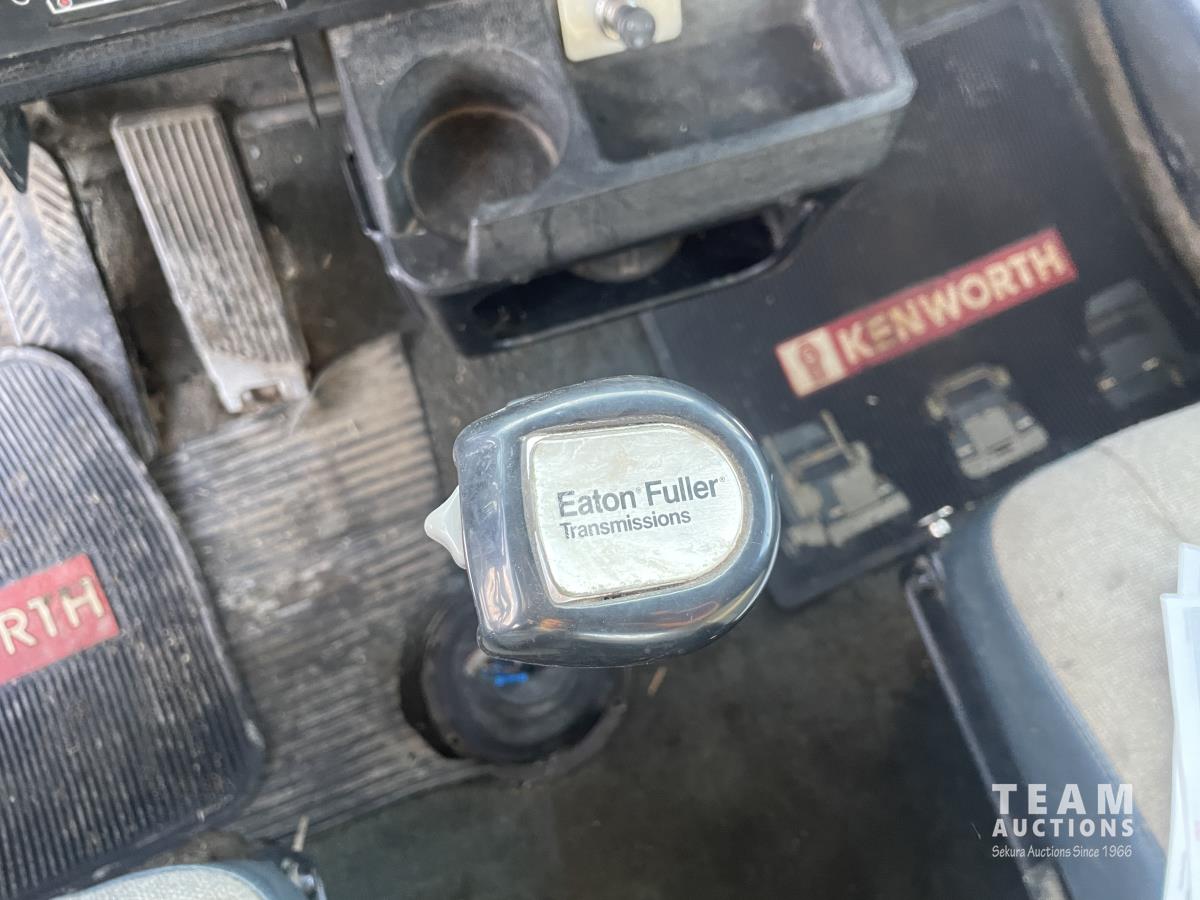 KENWORTH
Eaton® Fuller®
Transmissions
RTH
TEAM
AUCTIONS
Sekura Auctions Since 1966